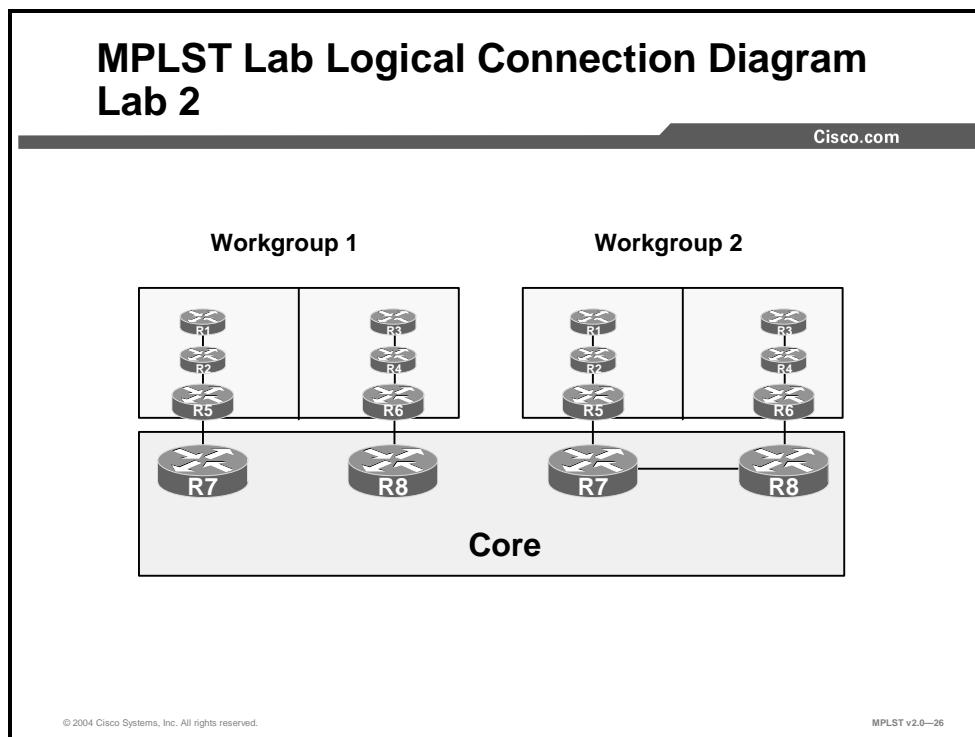 MPLST Lab Logical Connection Diagram
Lab 2
Cisco.com
Workgroup 1
Workgroup 2
R1
R3
R1
R3
R2
R4
R2
R4
R5
R6
R5
R6
R7
R8
R7
R8
Core
© 2004 Cisco Systems, Inc. All rights reserved.
MPLST v2.0—26